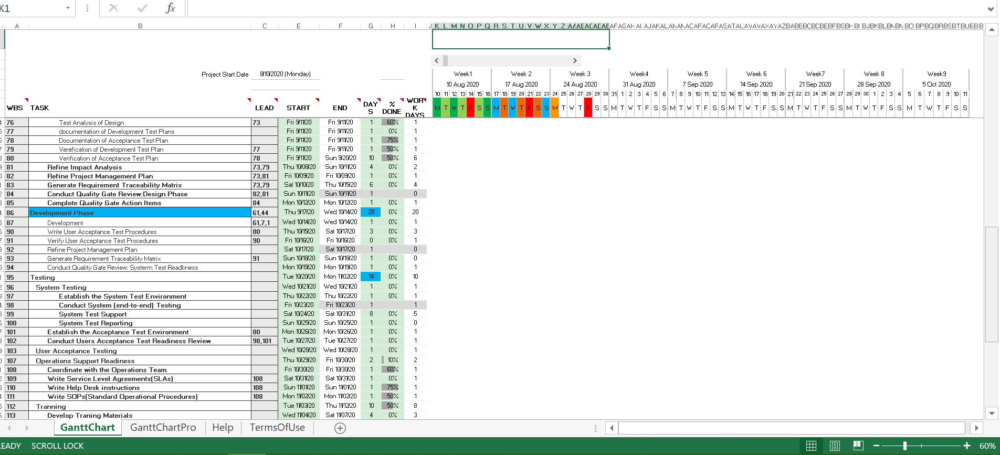 K1
fx
A B C E F G H I J K L M N O P Q R S T U V W X Y Z
Project Start Date 8/10/2020 (Monday)
Week1 Week 2 Week 3 Week4 Week 5 Week 6 Week7 Week 8 Week9
10 Aug 2020 17 Aug 2020 24 Aug 2020 31 Aug 2020 7 Sep 2020 14 Sep 2020 21 Sep 2020 28 Sep 2020 5 Oct 2020
10 11 12 13 14 15 16 17 18 19 20 21 22 23 24 25 26 27 28 29 30 31 1 2 3 4 5 6 7 8 9 10 11 12 13 14 15 16 17 18 19 20 21 22 23 24 25 26 27 28 29 30 1 2 3 4 5 6 7 8 9 10 11
WBS TASK LEAD START END DAYS % DONE WORK DAYS M T W T F S S M T W T F S S M T W T F S S M T W T F S S M T W T F S S M T W T F S S M T W T F S S M T W T F S S M T W T F S S
76 Test Analysis of Design 73 Fri 9/11/20 Fri 9/11/20 1 60% 1
77 documentation of Development Test Plans Fri 9/11/20 Fri 9/11/20 1 0% 1
78 Documentation of Acceptance Test Plan Fri 9/11/20 Fri 9/11/20 1 75% 1
79 Verefication of Development Test Plan 77 Fri 9/11/20 Fri 9/11/20 1 50% 1
80 Verification of Acceptance Test Plan 78 Fri 9/11/20 Sun 9/20/20 10 50% 6
81 Refine Impact Analysis 73,79 Thu 10/08/20 Sun 10/11/20 4 0% 2
82 Refine Project Management Plan 73,81 Fri 10/09/20 Fri 10/09/20 1 0% 1
83 Generate Requirement Traceability Matrix 73,79 Sat 10/10/20 Thu 10/15/20 6 0% 4
84 Conduct Quality Gate Review:Design Phase 82,81 Sun 10/11/20 Sun 10/11/20 1 0
85 Complete Quality Gate Action Items 84 Mon 10/12/20 Mon 10/12/20 1 0% 1
86 Development Phase 61,44 Thu 9/17/20 Wed 10/14/20 28 0% 20
87 Development 61,7,1 Wed 10/14/20 Wed 10/14/20 1 0% 1
90 Write User Acceptance Test Procedures 80 Thu 10/15/20 Sat 10/17/20 3 0% 3
91 Verify User Acceptance Test Procedures 90 Fri 10/16/20 Fri 10/16/20 0 0% 1
92 Refine Project Management Plan Sat 10/17/20 Sat 10/17/20 1 0
93 Generate Requirement Traceability Matrix 91 Sun 10/18/20 Sun 10/18/20 1 0% 0
94 Conduct Quality Gate Review: Systerm Test Readliness Mon 10/19/20 Mon 10/19/20 1 0% 1
95 Testing Tue 10/20/20 Mon 11/02/20 14 0% 10
96 System Testing Wed 10/21/20 Wed 10/21/20 1 0% 1
97 Establish the System Test Environment Thu 10/22/20 Thu 10/22/20 1 0% 1
98 Conduct System (end-to-end) Testing Fri 10/23/20 Fri 10/23/20 1 1
99 System Test Support Sat 10/24/20 Sat 10/31/20 8 0% 5
100 System Test Reporting Sun 10/25/20 Sun 10/25/20 1 0% 0
101 Establish the Acceptance Test Environment 80 Mon 10/26/20 Mon 10/26/20 1 0% 1
102 Conduct Users Acceptance Test Readiness Review 98,101 Tue 10/27/20 Tue 10/27/20 1 0% 1
103 User Acceptance Testing Wed 10/28/20 Wed 10/28/20 1 0% 1
107 Operations Support Readiness Thu 10/29/20 Fri 10/30/20 2 10% 2
108 Coordinate with the Operations Team Fri 10/30/20 Fri 10/30/20 1 60% 1
109 Write Service Level Agreements(SLAs) 108 Sat 10/31/20 Sat 10/31/20 1 0% 1
110 Write Help Desk instructions 108 Sun 11/01/20 Sun 11/01/20 1 75% 1
111 Write SOPs(Standard Operational Procedures) 108 Mon 11/02/20 Mon 11/02/20 1 50% 1
112 Tranning Tue 11/03/20 Thu 11/12/20 10 50% 8
113 Develop Traning Materials Wed 11/04/20 Sat 11/07/20 4 0% 3
GanttChart GanttChartPro Help TermsOfUse
EADY SCROLL LOCK 60%